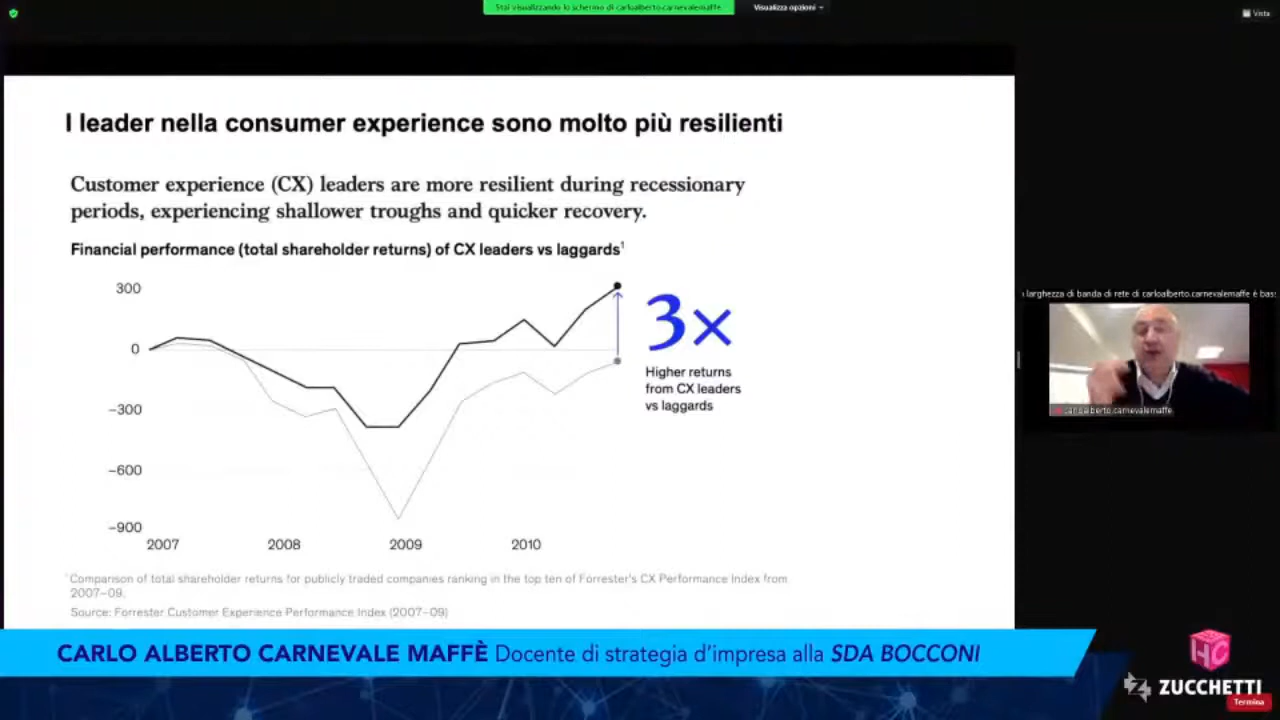 Stai visualizzando lo schermo di carloalberto.carnevalemaffe
Visualizza opzioni
Vista
I leader nella consumer experience sono molto più resilienti
Customer experience (CX) leaders are more resilient during recessionary
periods, experiencing shallower troughs and quicker recovery.
Financial performance (total shareholder returns) of CX leaders vs laggards¹
300
0
−300
−600
−900
2007
2008
2009
2010
3×
Higher returns
from CX leaders
vs laggards
¹Comparison of total shareholder returns for publicly traded companies ranking in the top ten of Forrester's CX Performance Index from
2007–09.
Source: Forrester Customer Experience Performance Index (2007–09)
larghezza di banda di rete di carloalberto.carnevalemaffe è bas
carloalberto.carnevalemaffe
CARLO ALBERTO CARNEVALE MAFFÈ Docente di strategia d'impresa alla SDA BOCCONI
HC
ZUCCHETTI
Termina